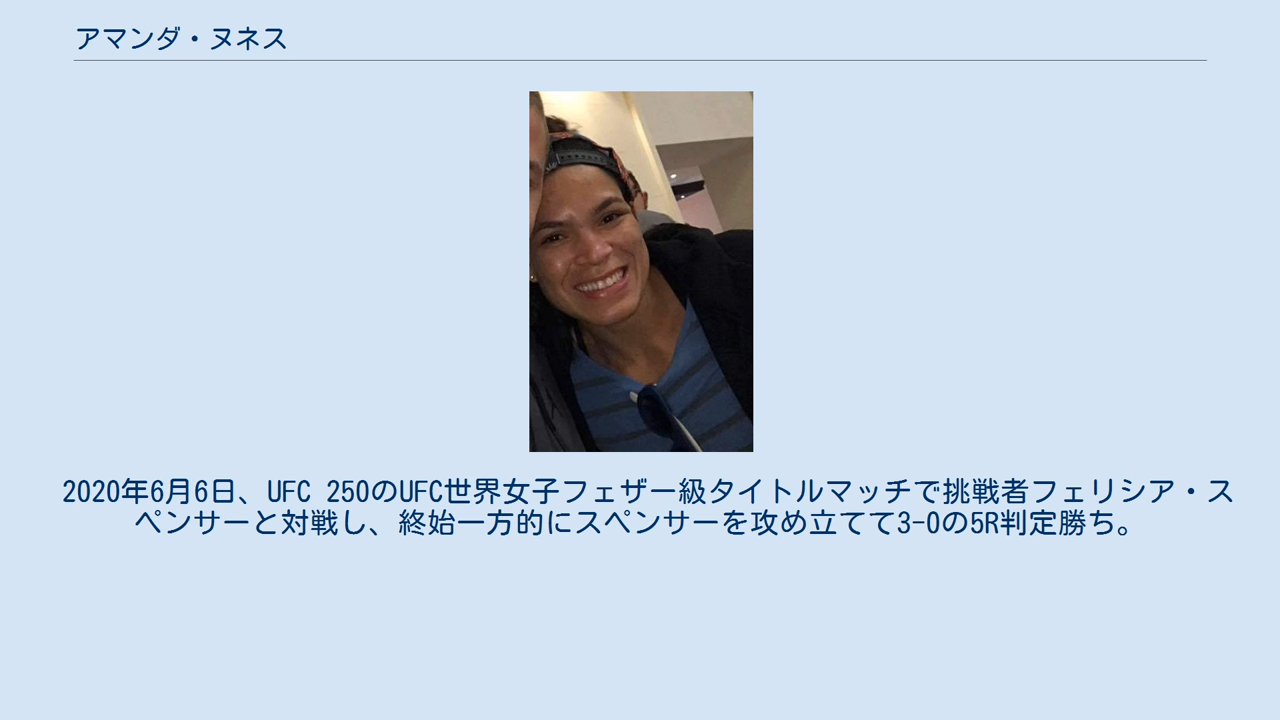 アマンダ・ヌネス
2020年6月6日、UFC 250のUFC世界女子フェザー級タイトルマッチで挑戦者フェリシア・ス
ペンサーと対戦し、終始一方的にスペンサーを攻め立てて3-0の5R判定勝ち。